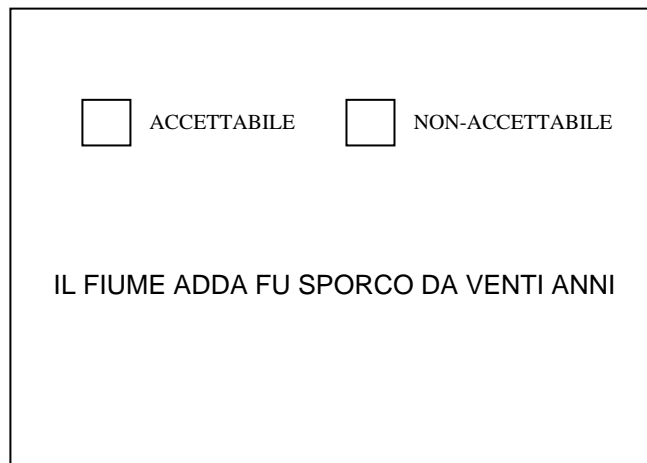 ACCETTABILE NON-ACCETTABILE
IL FIUME ADDA FU SPORCO DA VENTI ANNI